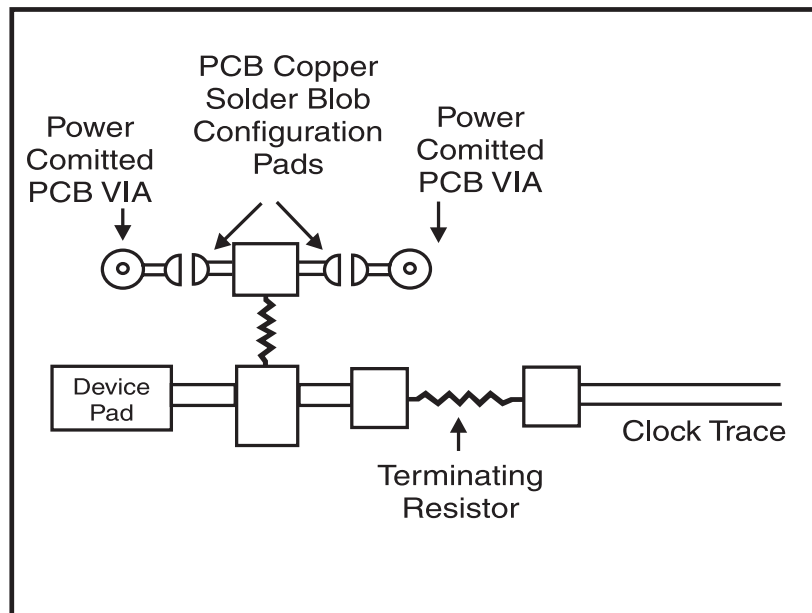 PCB Copper
Solder Blob
Configuration
Pads
Power
Comitted
PCB VIA
Power
Comitted
PCB VIA
Device
Pad
Clock Trace
Terminating
Resistor